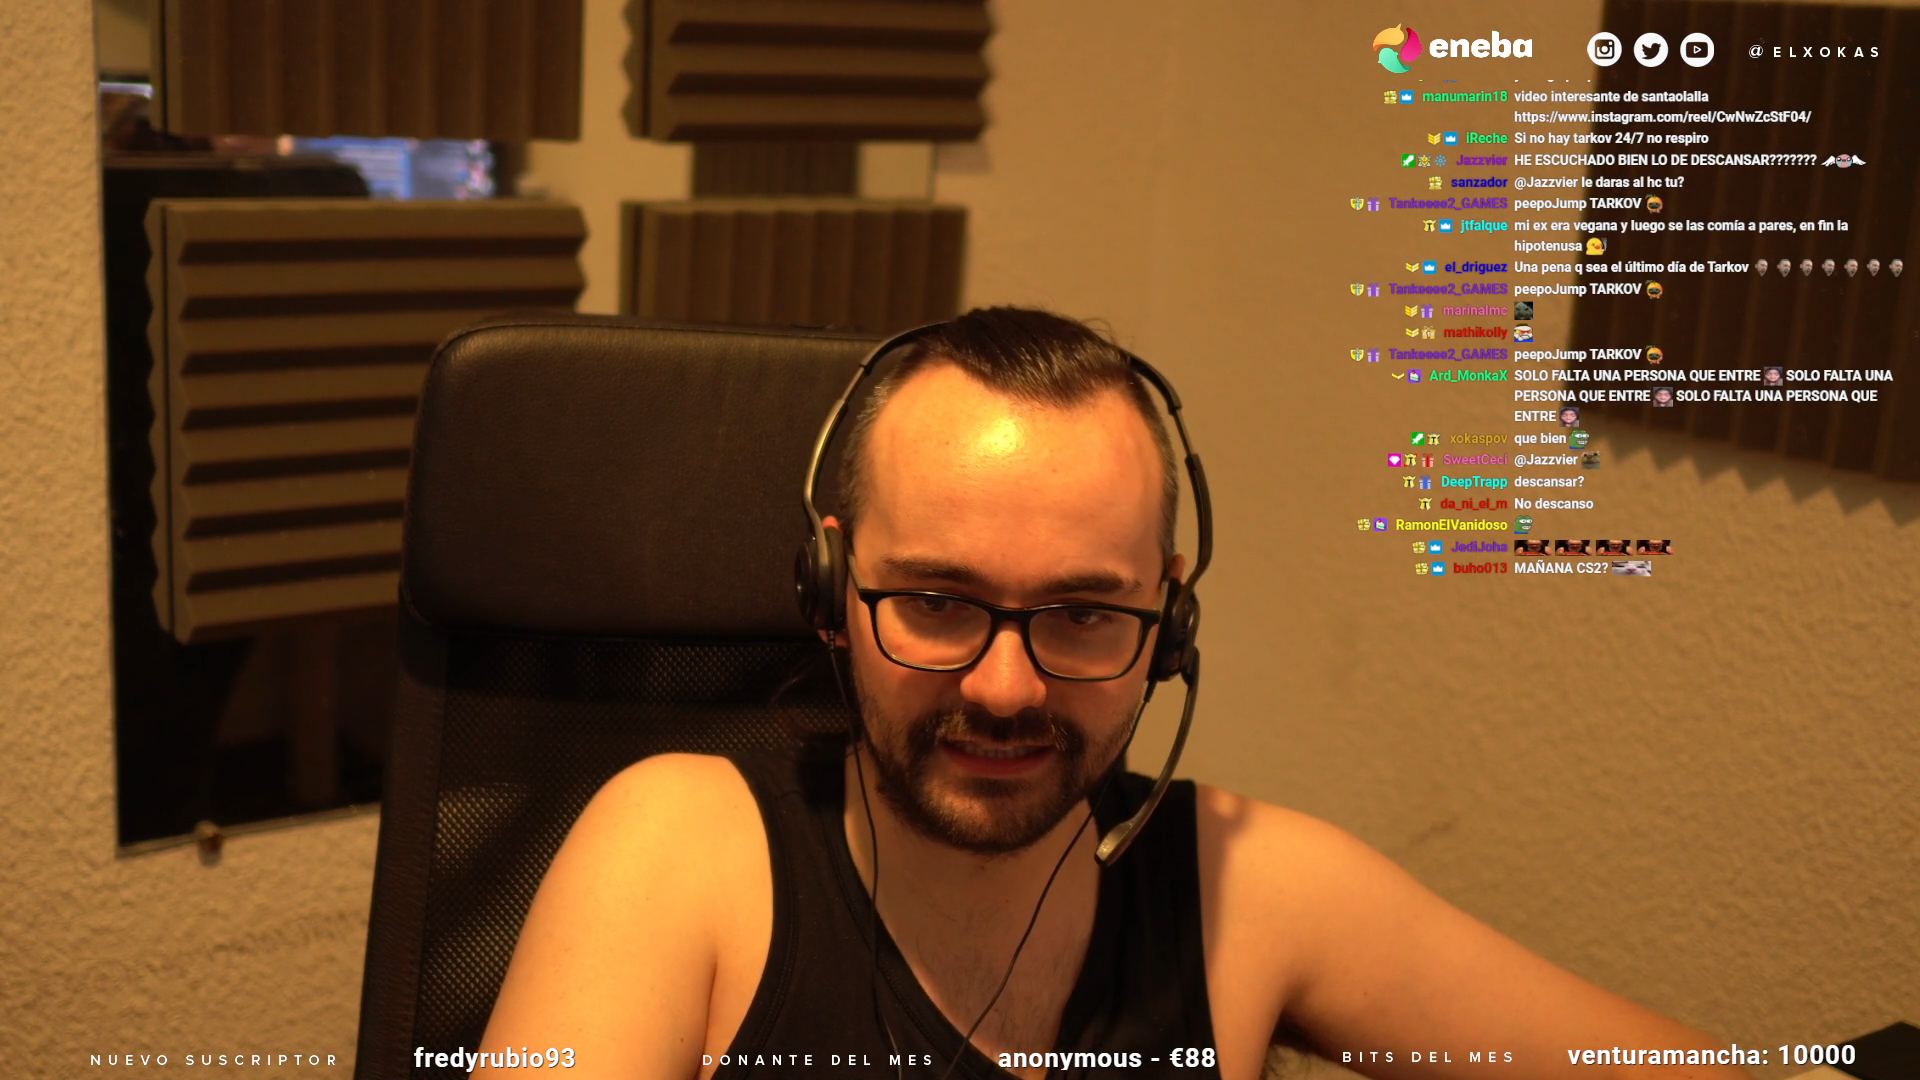 eneba
@ELXOKAS
manumarin18 video interesante de santaolalla
https://www.instagram.com/reel/CwNwZcStF04/
iReche Si no hay tarkov 24/7 no respiro
Jazzvier HE ESCUCHADO BIEN LO DE DESCANSAR???????
sanzador @Jazzvier le daras al hc tu?
Tankeeee2_GAMES peepoJump TARKOV
jtfalque mi ex era vegana y luego se las comía a pares, en fin la
hipotenusa
el_driguez Una pena q sea el último día de Tarkov
Tankeeee2_GAMES peepoJump TARKOV
marinalmc
mathikolly
Tankeeee2_GAMES peepoJump TARKOV
Ard_MonkaX SOLO FALTA UNA PERSONA QUE ENTRE SOLO FALTA UNA
PERSONA QUE ENTRE SOLO FALTA UNA PERSONA QUE
ENTRE
xokaspov que bien
SweetCeci @Jazzvier
DeepTrapp descansar?
da_ni_el_m No descanso
RamonElVanidoso
JediJoha
buho013 MAÑANA CS2?
NUEVO SUSCRIPTOR fredyrubio93 DONANTE DEL MES anonymous - €88 BITS DEL MES venturamancha: 10000